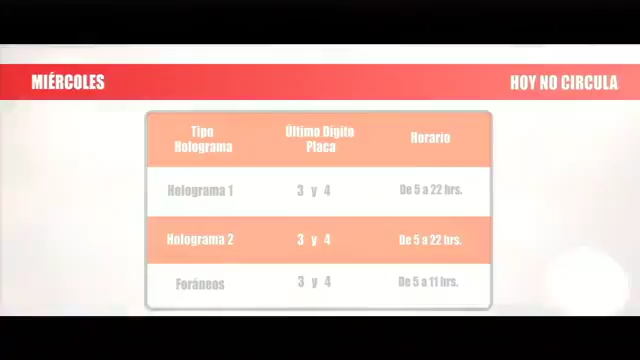 MIÉRCOLES
HOY NO CIRCULA
Tipo Holograma
Último Dígito Placa
Horario
Holograma 1 3 y 4 De 5 a 22 hrs.
Holograma 2 3 y 4 De 5 a 22 hrs.
Foráneos 3 y 4 De 5 a 11 hrs.